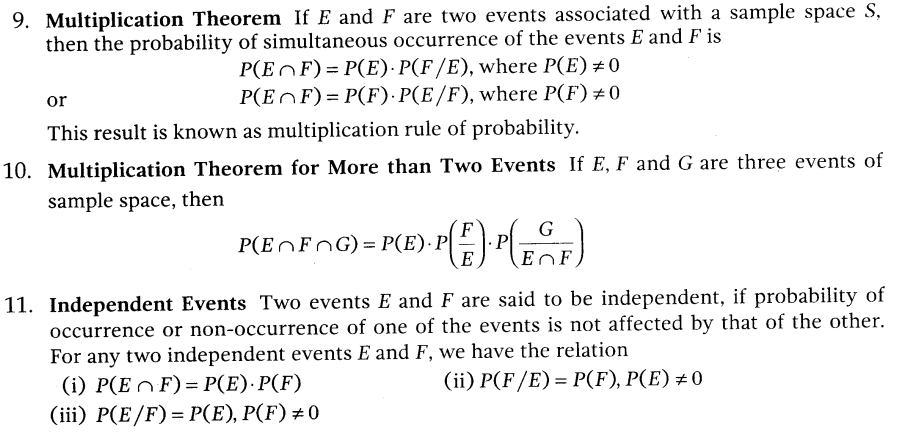 9. Multiplication Theorem If E and F are two events associated with a sample space S,
then the probability of simultaneous occurrence of the events E and F is
P(E ∩ F) = P(E) · P(F/E), where P(E) ≠ 0
or P(E ∩ F) = P(F) · P(E/F), where P(F) ≠ 0
This result is known as multiplication rule of probability.
10. Multiplication Theorem for More than Two Events If E, F and G are three events of
sample space, then
P(E ∩ F ∩ G) = P(E) · P(F/E) · P(G/E ∩ F)
11. Independent Events Two events E and F are said to be independent, if probability of
occurrence or non-occurrence of one of the events is not affected by that of the other.
For any two independent events E and F, we have the relation
(i) P(E ∩ F) = P(E) · P(F) (ii) P(F/E) = P(F), P(E) ≠ 0
(iii) P(E/F) = P(E), P(F) ≠ 0